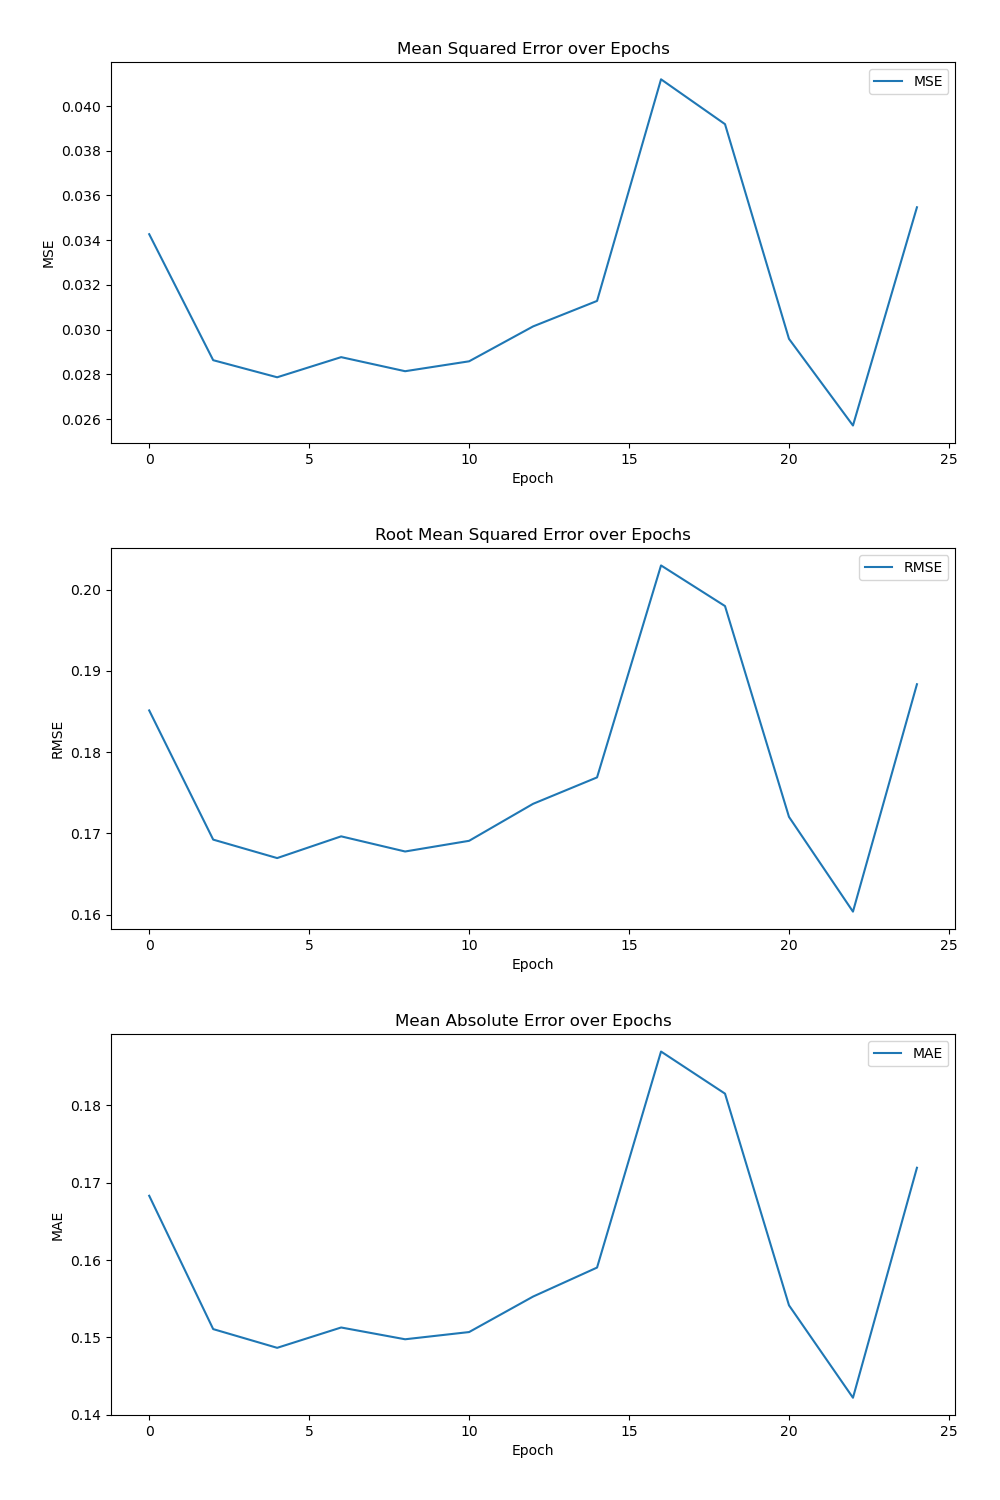 Mean Squared Error over Epochs
MSE
0.040
0.038
0.036
0.034
0.032
0.030
0.028
0.026
MSE
0 5 10 15 20 25
Epoch
Root Mean Squared Error over Epochs
RMSE
0.20
0.19
0.18
0.17
0.16
RMSE
0 5 10 15 20 25
Epoch
Mean Absolute Error over Epochs
MAE
0.18
0.17
0.16
0.15
0.14
MAE
0 5 10 15 20 25
Epoch